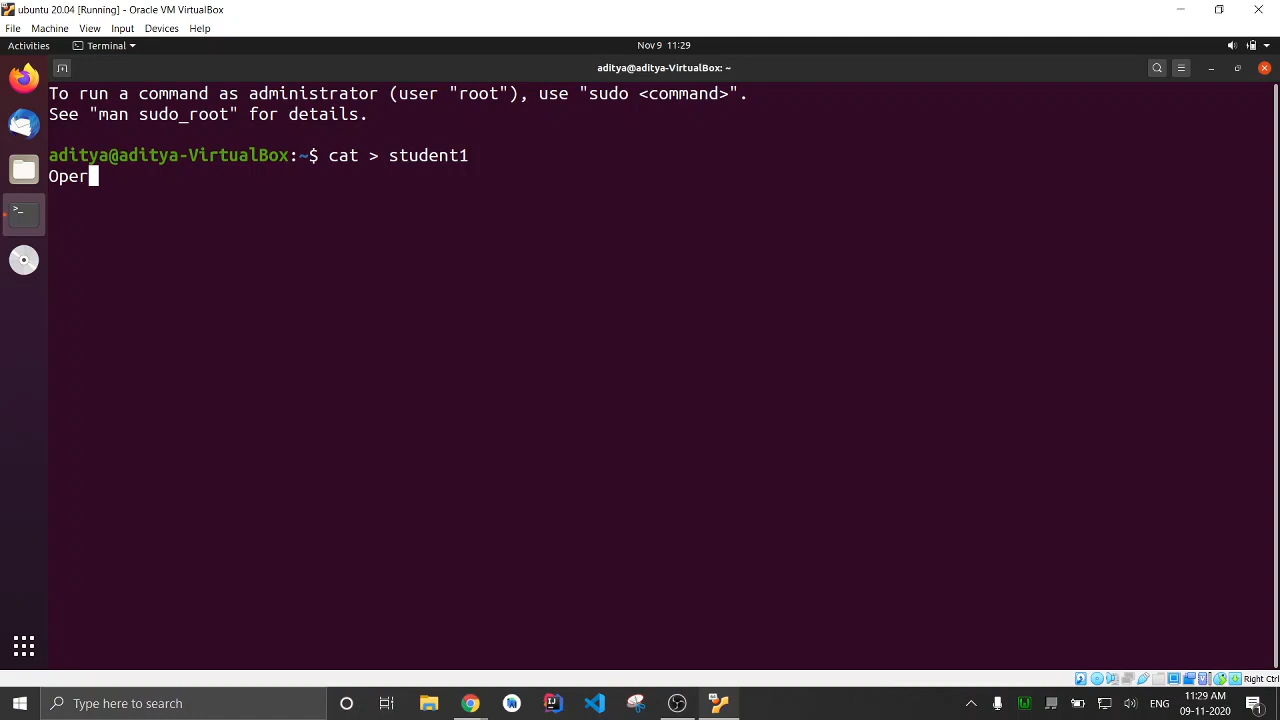 ubuntu 20.04 [Running] - Oracle VM VirtualBox
File Machine View Input Devices Help
Activities Terminal Nov 9 11:29
aditya@aditya-VirtualBox: ~
To run a command as administrator (user "root"), use "sudo <command>".
See "man sudo_root" for details.
aditya@aditya-VirtualBox:~$ cat > student1
Oper
Right Ctrl
Type here to search
ENG
11:29 AM
09-11-2020